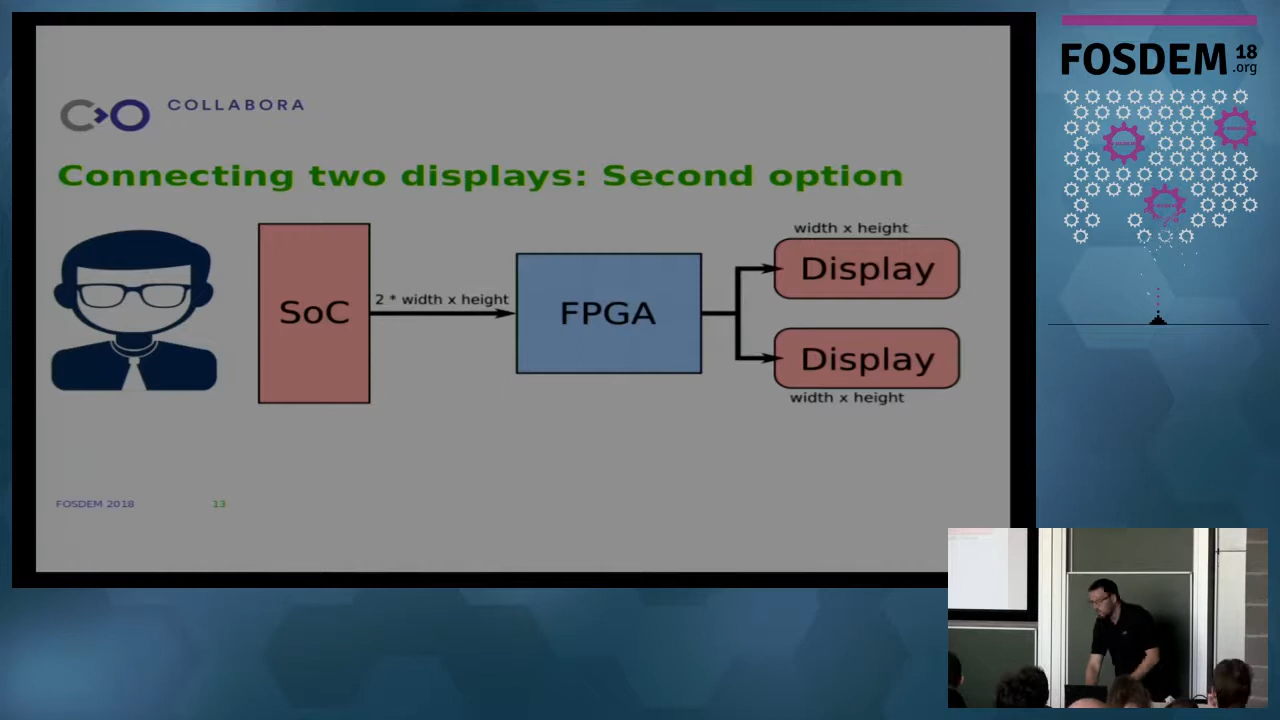 COLLABORA
Connecting two displays: Second option
SoC
2 * width x height
FPGA
width x height
Display
Display
width x height
FOSDEM 2018
13
FOSDEM 18
.org